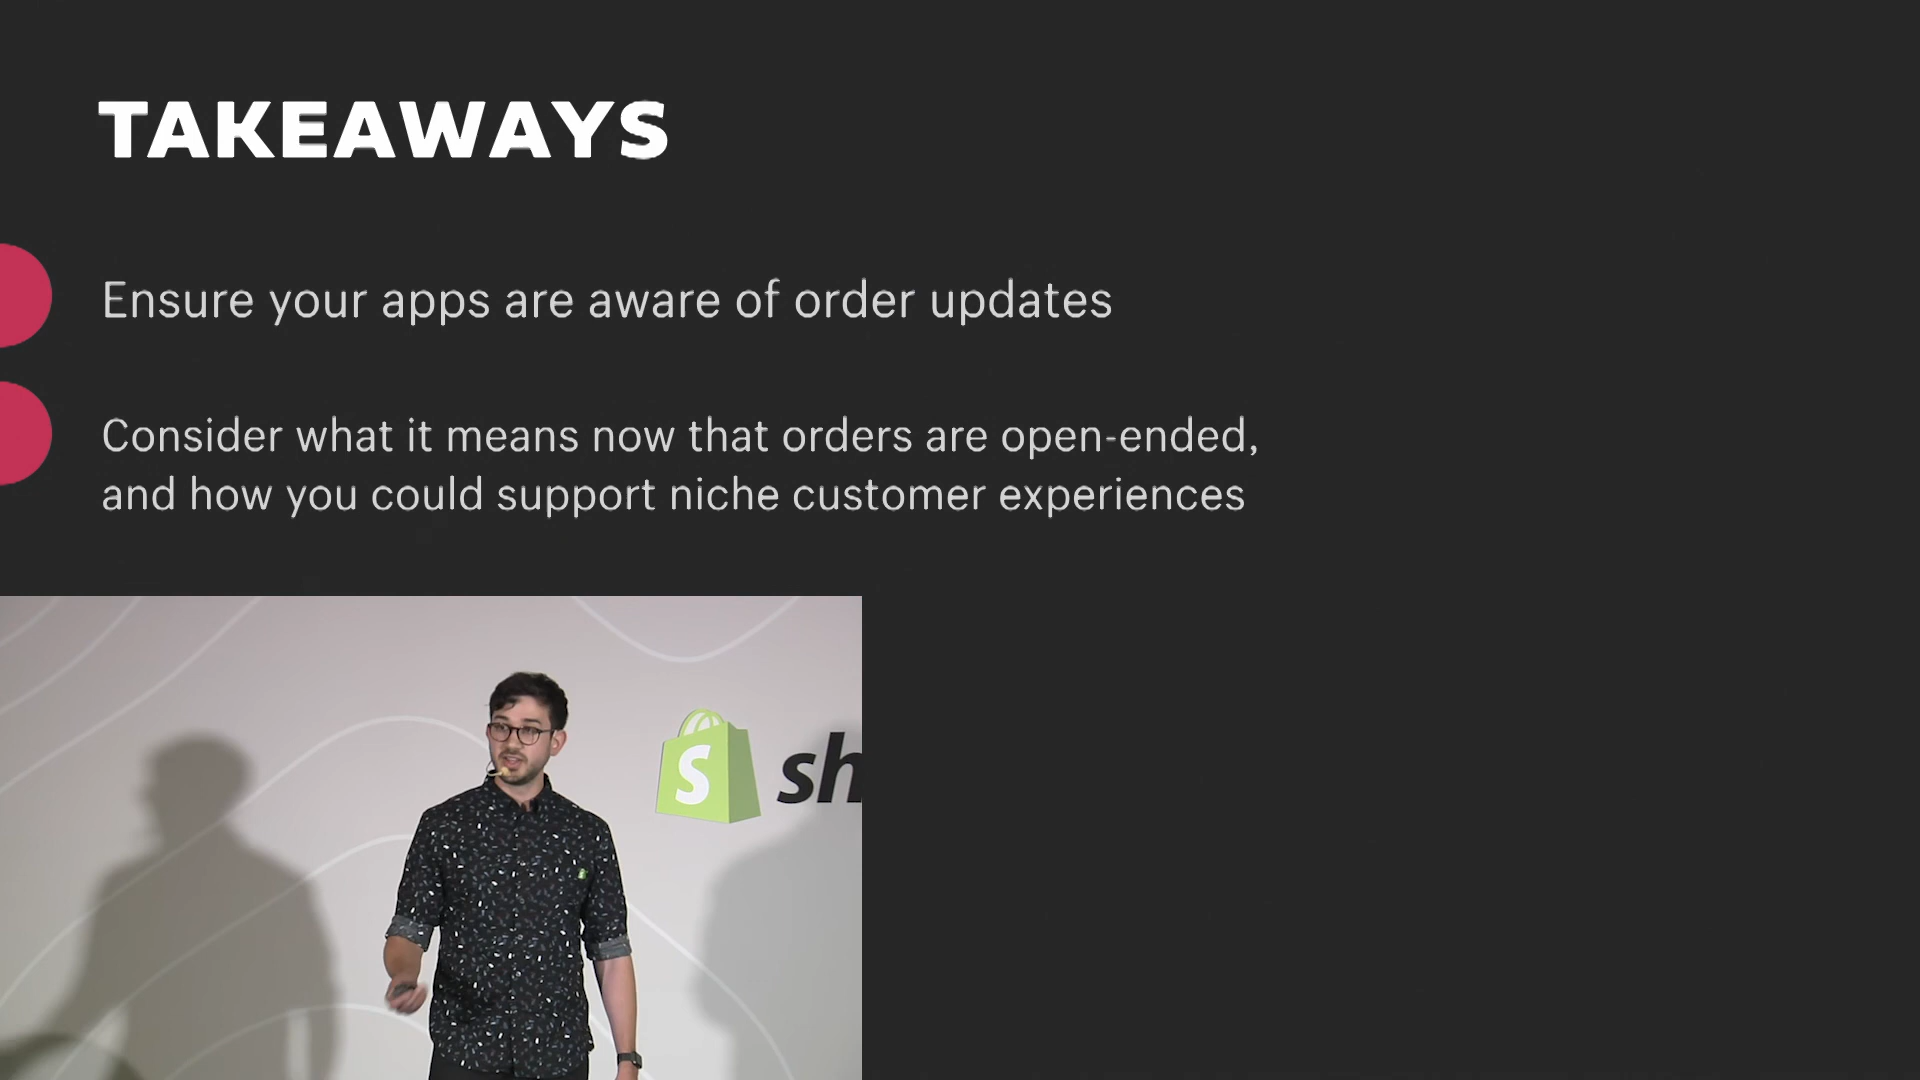 TAKEAWAYS
Ensure your apps are aware of order updates
Consider what it means now that orders are open-ended,
and how you could support niche customer experiences
S
sh